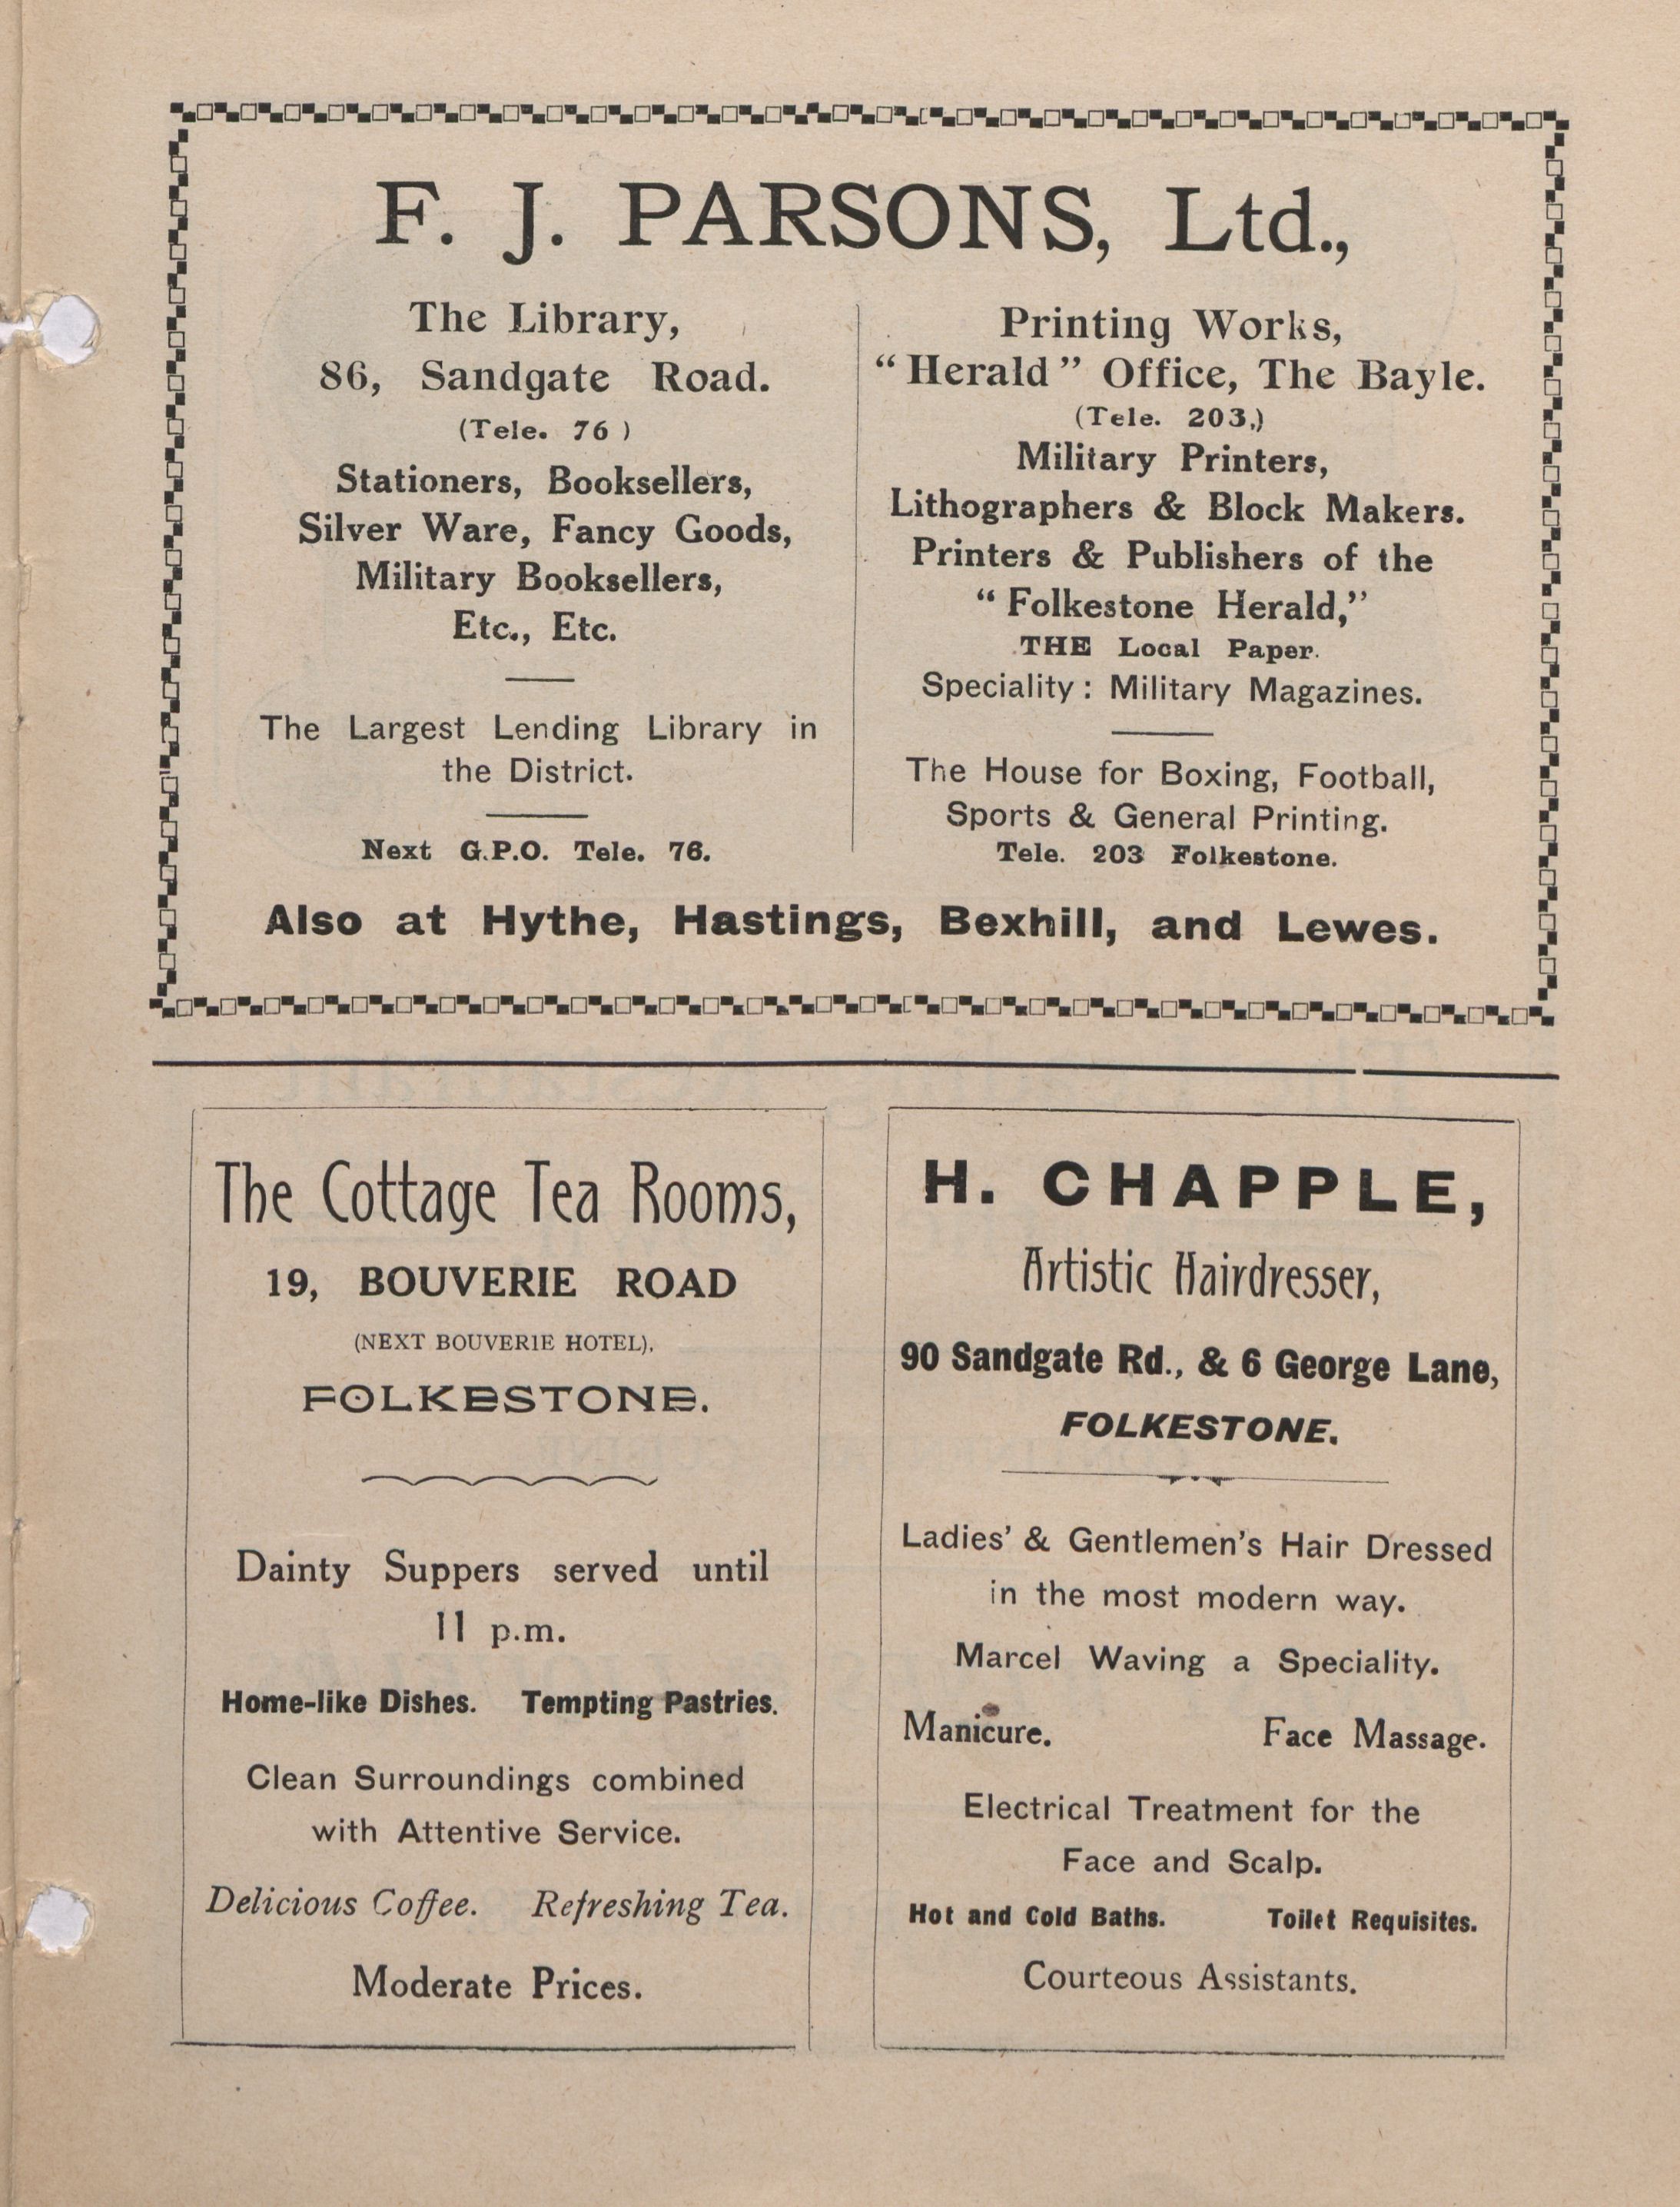 F. J. PARSONS, Ltd.,
The Library,
86, Sandgate Road.
(Tele. 76 )
Stationers, Booksellers,
Silver Ware, Fancy Goods,
Military Booksellers,
Etc., Etc.
The Largest Lending Library in
the District.
Next G.P.O. Tele. 76.
Printing Works,
“Herald” Office, The Bayle.
(Tele. 203.)
Military Printers,
Lithographers & Block Makers.
Printers & Publishers of the
“Folkestone Herald,”
THE Local Paper.
Speciality : Military Magazines.
The House for Boxing, Football,
Sports & General Printing.
Tele. 203 Folkestone.
Also at Hythe, Hastings, Bexhill, and Lewes.
The Cottage Tea Rooms,
19, BOUVERIE ROAD
(NEXT BOUVERIE HOTEL),
FOLKESTONE.
Dainty Suppers served until
11 p.m.
Home-like Dishes. Tempting Pastries.
Clean Surroundings combined
with Attentive Service.
Delicious Coffee. Refreshing Tea.
Moderate Prices.
H. CHAPPLE,
Artistic Hairdresser,
90 Sandgate Rd., & 6 George Lane,
FOLKESTONE.
Ladies’ & Gentlemen’s Hair Dressed
in the most modern way.
Marcel Waving a Speciality.
Manicure. Face Massage.
Electrical Treatment for the
Face and Scalp.
Hot and Cold Baths. Toilet Requisites.
Courteous Assistants.